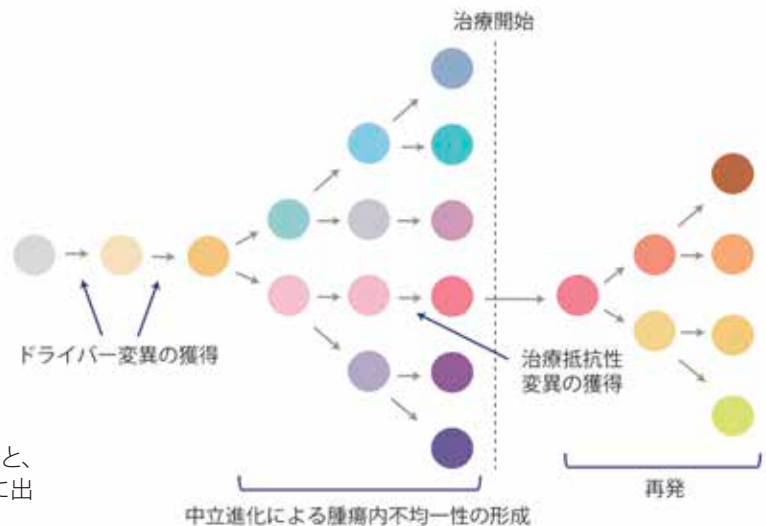 治療開始
ドライバー変異の獲得
治療抵抗性
変異の獲得
と、
に出
再発
中立進化による腫瘍内不均一性の形成